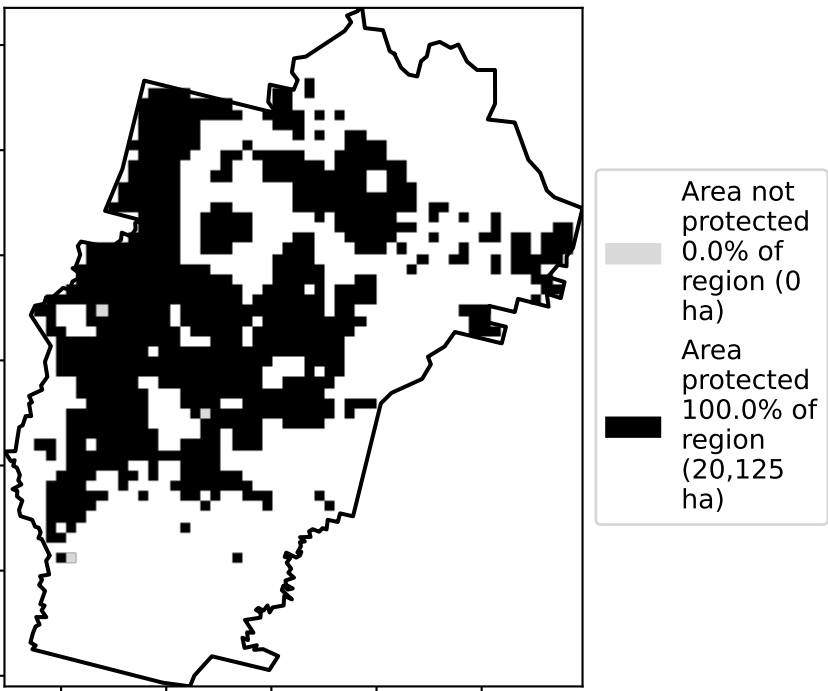 Area not
protected
0.0% of
region (0
ha)
Area
protected
100.0% of
region
(20,125
ha)